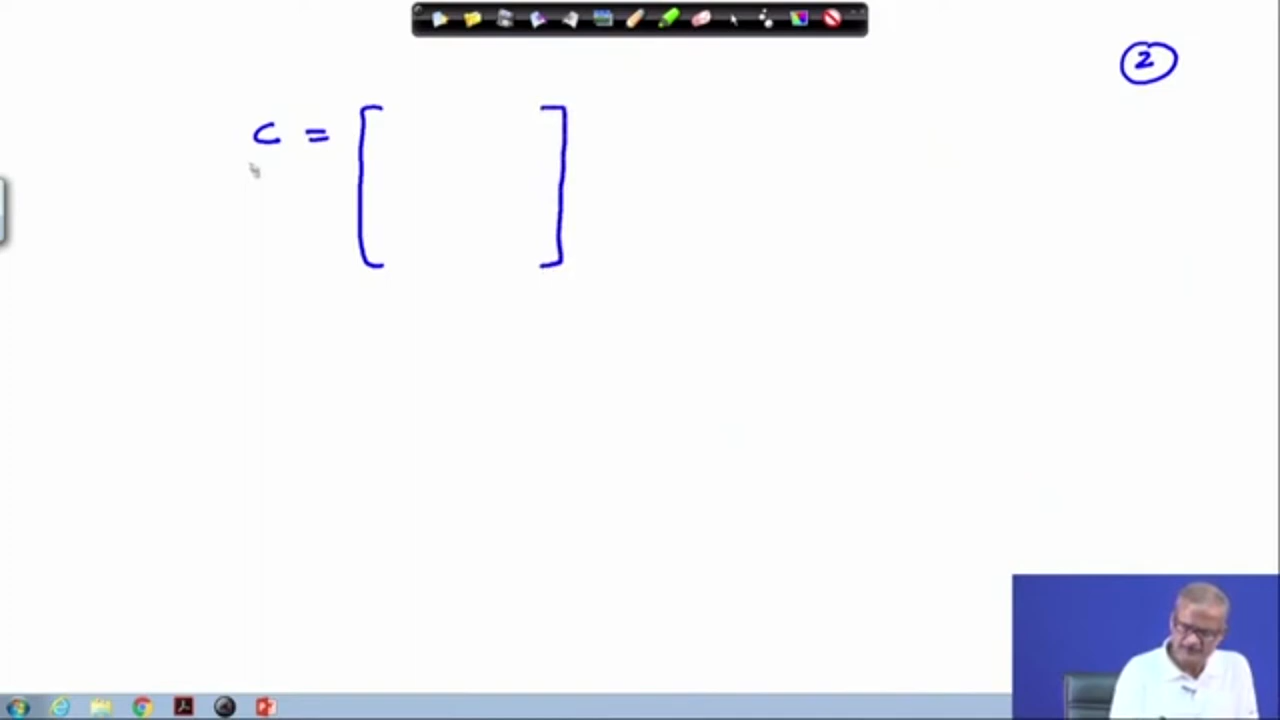 2
c = [ ]